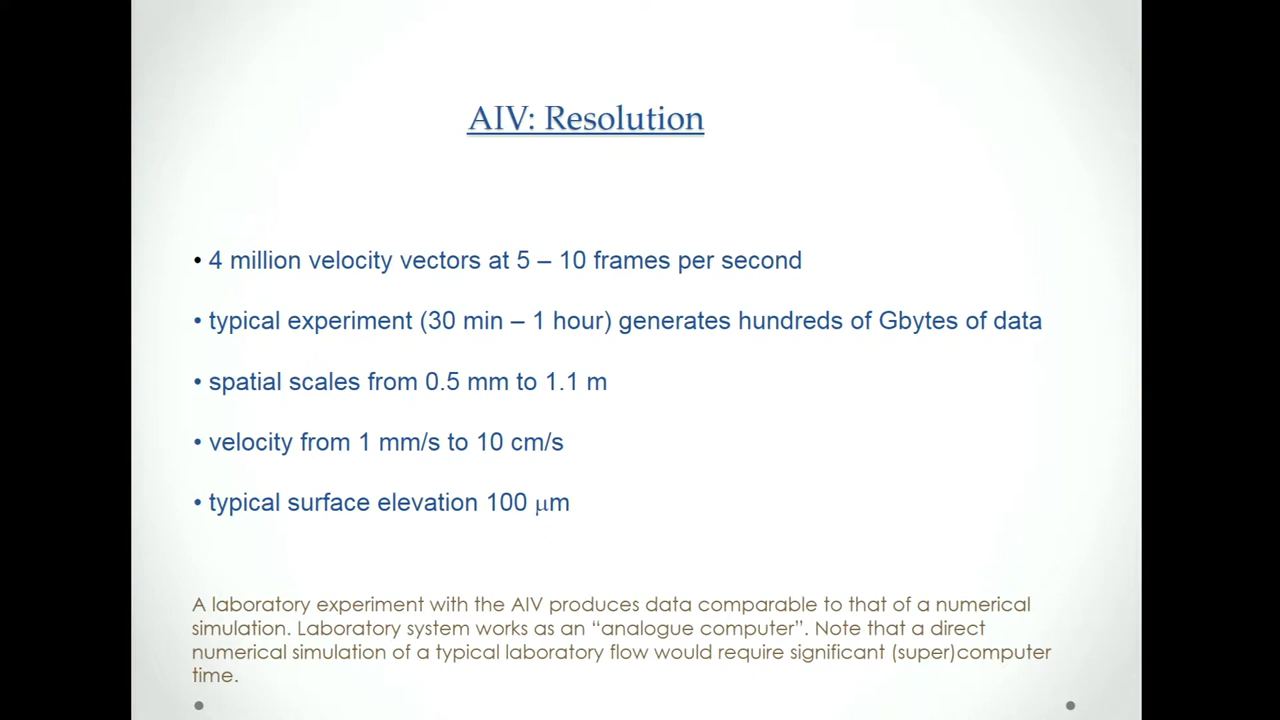 AIV: Resolution
• 4 million velocity vectors at 5 – 10 frames per second
• typical experiment (30 min – 1 hour) generates hundreds of Gbytes of data
• spatial scales from 0.5 mm to 1.1 m
• velocity from 1 mm/s to 10 cm/s
• typical surface elevation 100 μm
A laboratory experiment with the AIV produces data comparable to that of a numerical
simulation. Laboratory system works as an “analogue computer”. Note that a direct
numerical simulation of a typical laboratory flow would require significant (super)computer
time.